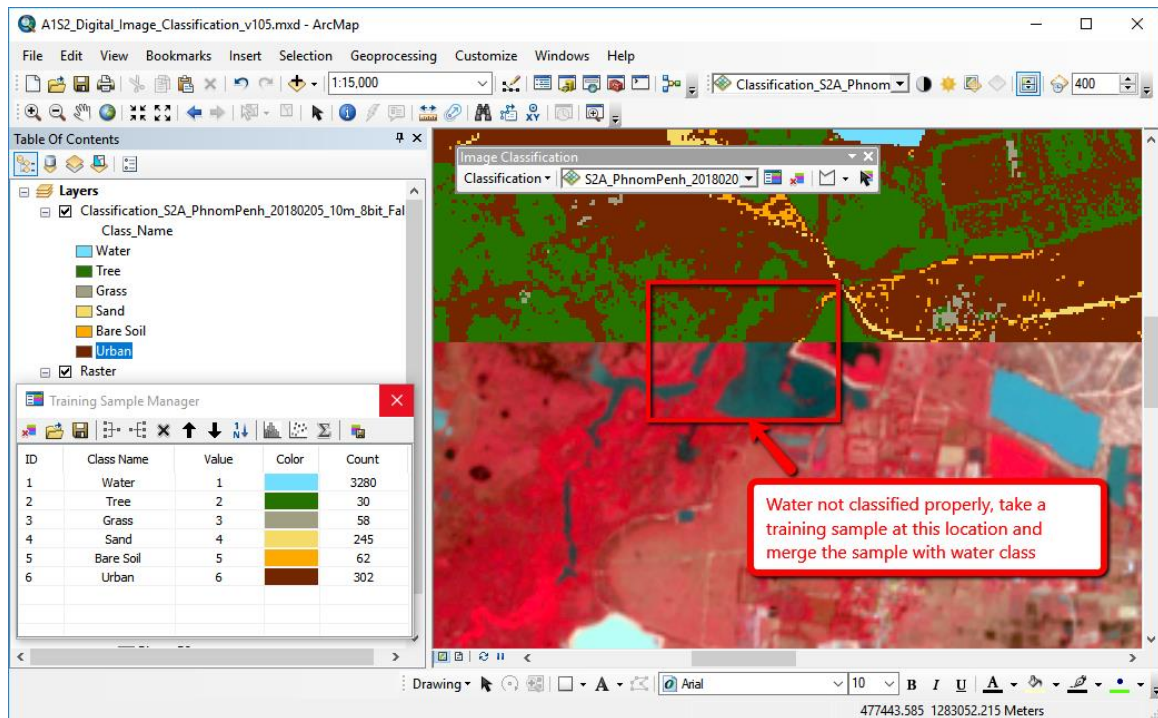 A1S2_Digital_Image_Classification_v105.mxd - ArcMap
File Edit View Bookmarks Insert Selection Geoprocessing Customize Windows Help
1:15,000 Classification_S2A_Phnom 400
Table Of Contents
Layers
Classification_S2A_PhnomPenh_20180205_10m_8bit_Fal
Class_Name
Water
Tree
Grass
Sand
Bare Soil
Urban
Raster
Training Sample Manager
ID Class Name Value Color Count
1 Water 1 3280
2 Tree 2 30
3 Grass 3 58
4 Sand 4 245
5 Bare Soil 5 62
6 Urban 6 302
Image Classification
Classification S2A_PhnomPenh_2018020
Water not classified properly, take a
training sample at this location and
merge the sample with water class
Drawing A Arial 10 B I U A
477443.585 1283052.215 Meters